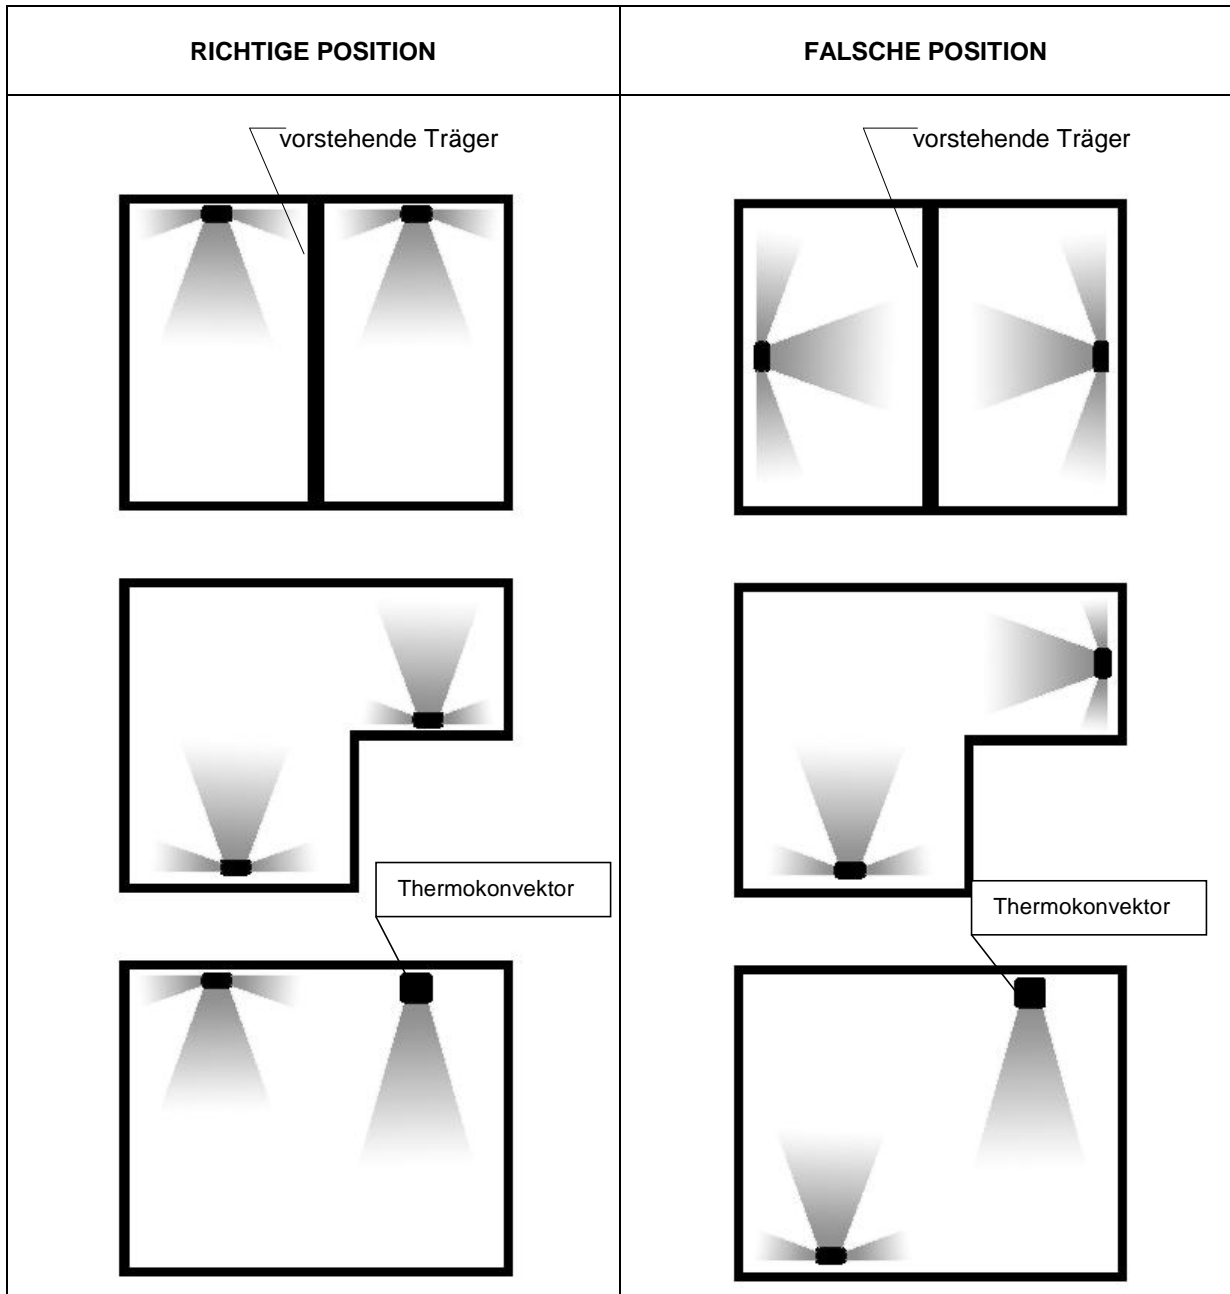 RICHTIGE POSITION
FALSCHE POSITION
vorstehende Träger
vorstehende Träger
Thermokonvektor
Thermokonvektor